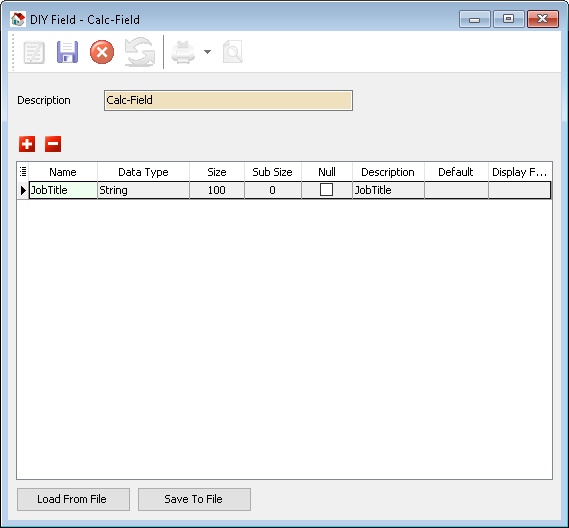 DIY Field - Calc-Field
Description Calc-Field
Name Data Type Size Sub Size Null Description Default Display F...
JobTitle String 100 0 JobTitle
Load From File Save To File